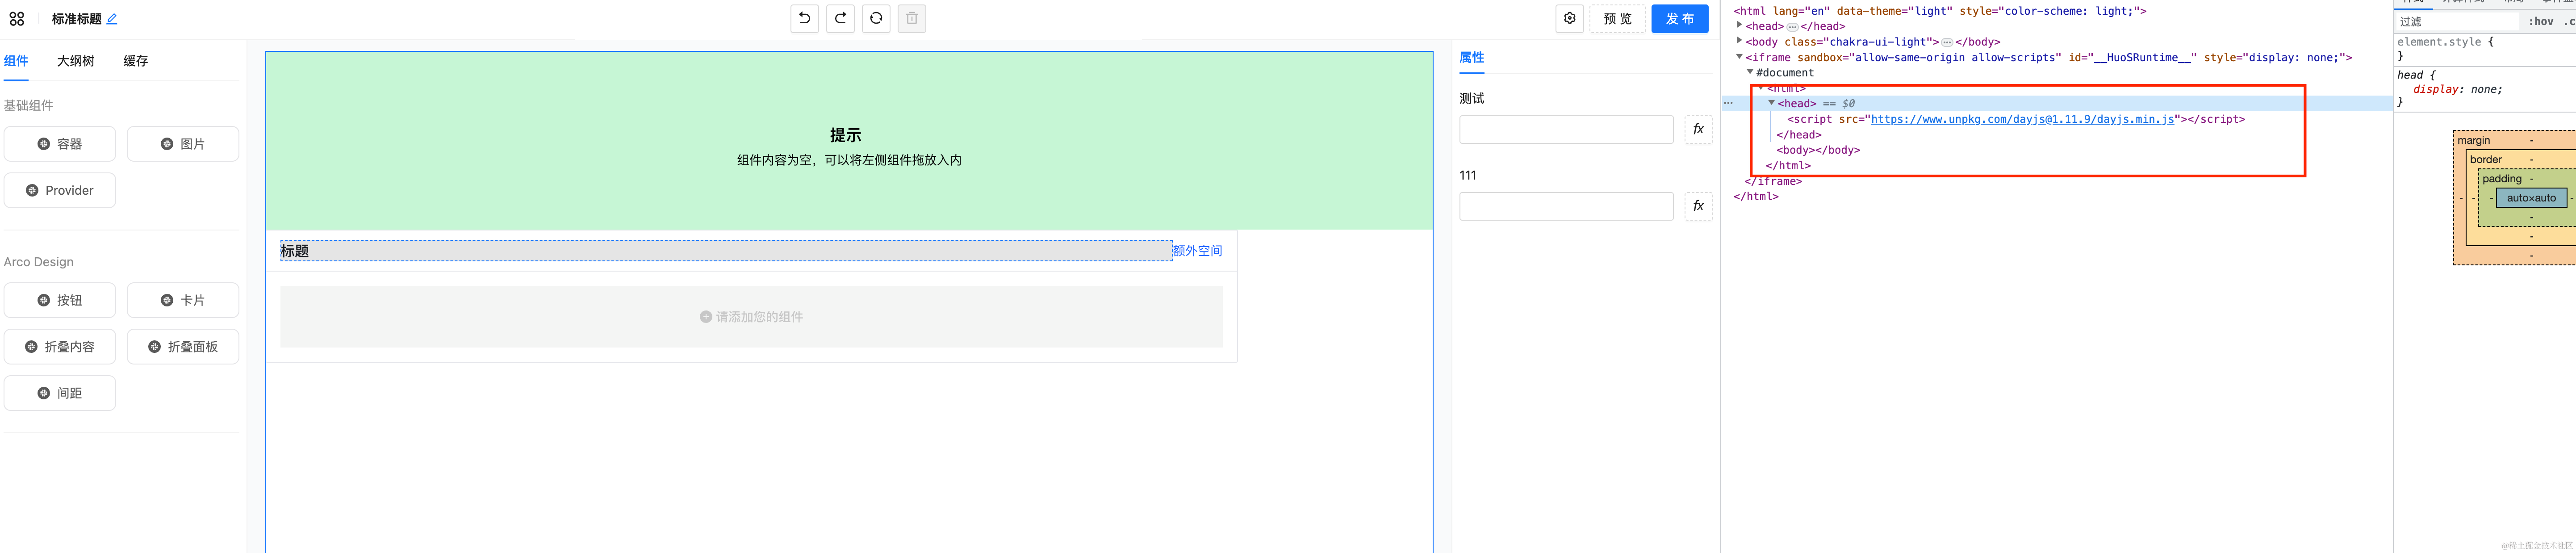 标准标题
预 览
发 布
组件
大纲树
缓存
基础组件
容器
图片
Provider
Arco Design
按钮
卡片
折叠内容
折叠面板
间距
提示
组件内容为空，可以将左侧组件拖放入内
标题
额外空间
请添加您的组件
属性
测试
fx
111
fx
<html lang="en" data-theme="light" style="color-scheme: light;">
<head>…</head>
<body class="chakra-ui-light">…</body>
<iframe sandbox="allow-same-origin allow-scripts" id="__HuoSRuntime__" style="display: none;">
#document
<html>
<head> == $0
<script src="https://www.unpkg.com/dayjs@1.11.9/dayjs.min.js"></script>
</head>
<body></body>
</html>
</iframe>
</html>
过滤
:hov .c
element.style {
}
head {
display: none;
}
margin -
border -
padding -
- - - auto×auto -
-
-
-
@稀土掘金技术社区